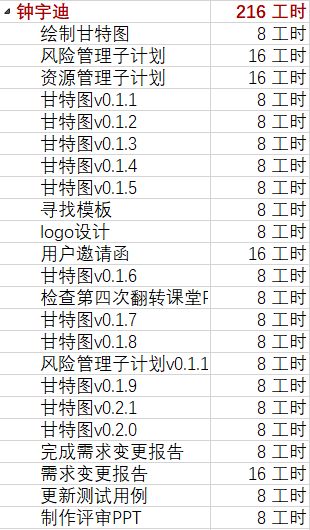 钟宇迪 216 工时
绘制甘特图 8 工时
风险管理子计划 16 工时
资源管理子计划 16 工时
甘特图v0.1.1 8 工时
甘特图v0.1.2 8 工时
甘特图v0.1.3 8 工时
甘特图v0.1.4 8 工时
甘特图v0.1.5 8 工时
寻找模板 8 工时
logo设计 8 工时
用户邀请函 16 工时
甘特图v0.1.6 8 工时
检查第四次翻转课堂P 8 工时
甘特图v0.1.7 8 工时
甘特图v0.1.8 8 工时
风险管理子计划v0.1.1 8 工时
甘特图v0.1.9 8 工时
甘特图v0.2.1 8 工时
甘特图v0.2.0 8 工时
完成需求变更报告 8 工时
需求变更报告 16 工时
更新测试用例 8 工时
制作评审PPT 8 工时